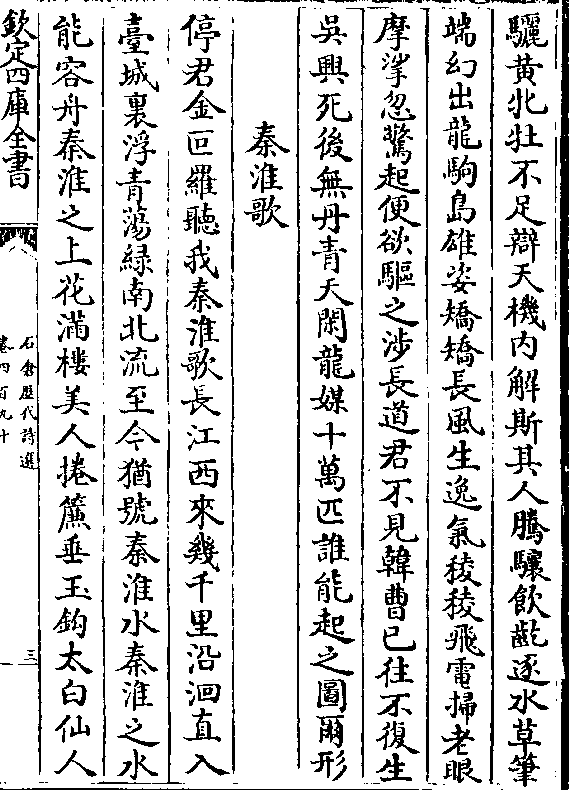 驪黄牝牡不足辯天機内解斯其人騰驤飲齕逐水草筆
端幻出龍駒島雄姿矯矯長風生逸氣稜稜飛電掃老眼
摩挲忽驚起便欲驅之涉長道君不見韓曹已往不復生
吳興死後無丹青天閑龍媒十萬匹誰能起之圖爾形
秦淮歌
停君金叵羅聽我秦淮歌長江西來幾千里沿洄直入
臺城裏浮青蕩緑南北流至今猶號秦淮水秦淮之水
能容舟秦淮之上花滿樓美人捲簾垂玉鈎太白仙人
欽定四庫全書
石倉歷代詩選
卷四百九十
三